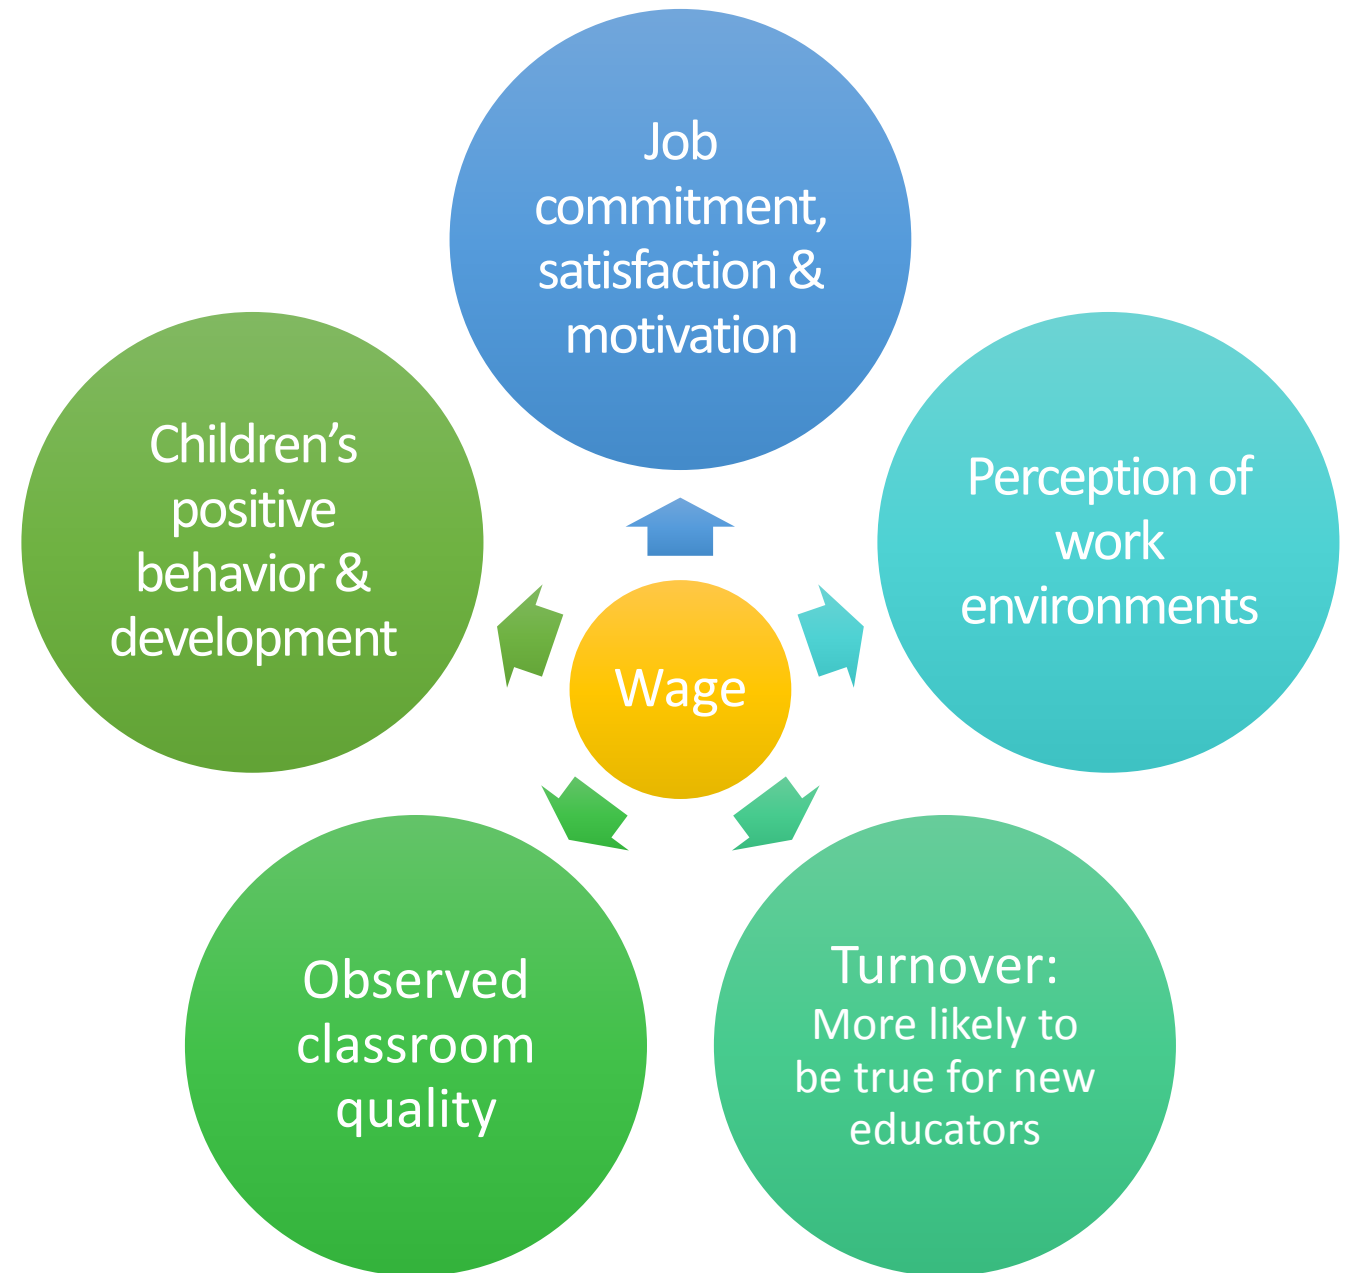 Job
commitment,
satisfaction &
motivation
Perception of
work
environments
Turnover:
More likely to
be true for new
educators
Observed
classroom
quality
Children’s
positive
behavior &
development
Wage